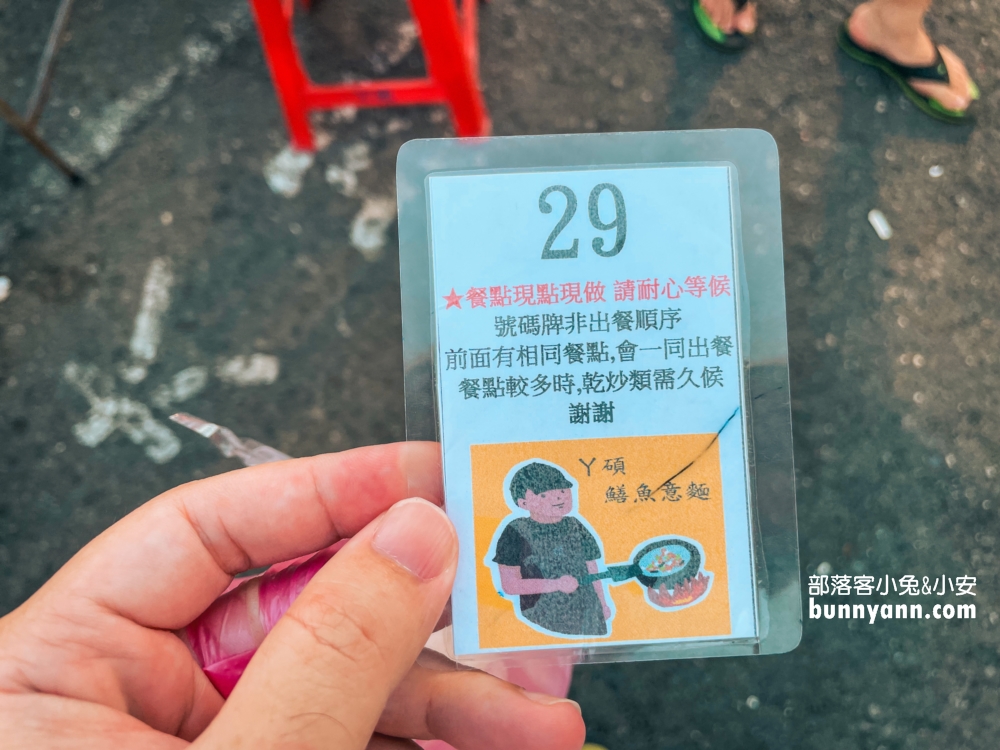 29
★餐點現點現做 請耐心等候
號碼牌非出餐順序
前面有相同餐點,會一同出餐
餐點較多時,乾炒類需久候
謝謝
ㄚ碩
鱔魚意麵
部落客小兔&小安
bunnyann.com